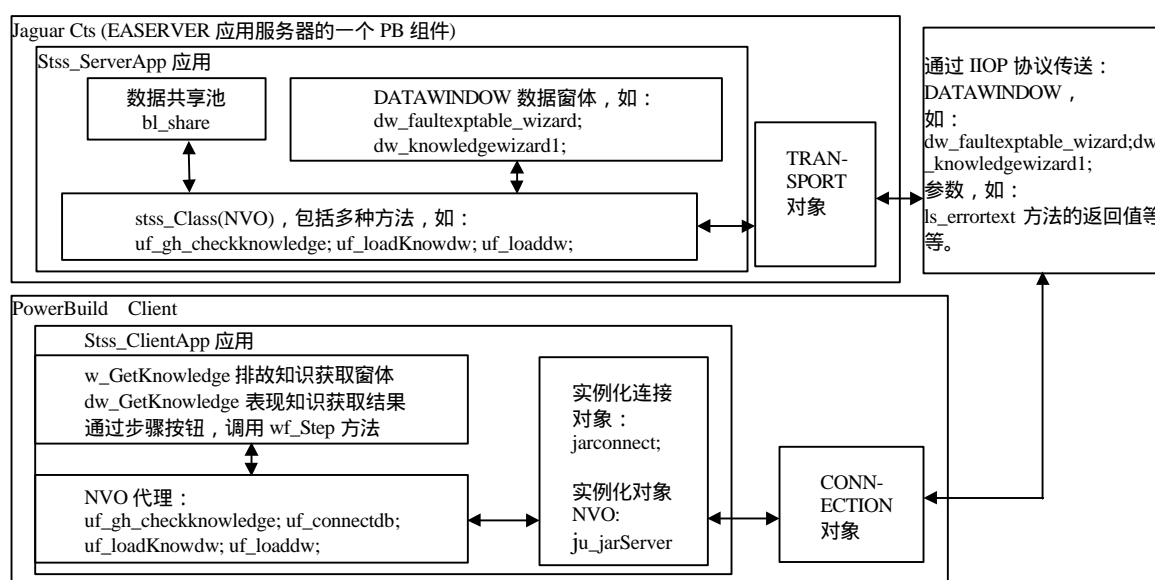 Jaguar Cts (EASERVER 应用服务器的一个 PB 组件)
Stss_ServerApp 应用
数据共享池
bl_share
DATAWINDOW 数据窗体，如：
dw_faultexptable_wizard;
dw_knowledgewizard1;
stss_Class(NVO)，包括多种方法，如：
uf_gh_checkknowledge; uf_loadKnowdw; uf_loaddw;
TRAN-
SPORT
对象
通过 IIOP 协议传送：
DATAWINDOW，
如：
dw_faultexptable_wizard;dw
_knowledgewizard1;
参数，如：
ls_errortext 方法的返回值等
等。
PowerBuild Client
Stss_ClientApp 应用
w_GetKnowledge 排故知识获取窗体
dw_GetKnowledge 表现知识获取结果
通过步骤按钮，调用 wf_Step 方法
NVO 代理：
uf_gh_checkknowledge; uf_connectdb;
uf_loadKnowdw; uf_loaddw;
实例化连接
对象：
jarconnect;
实例化对象
NVO:
ju_jarServer
CONN-
ECTION
对象